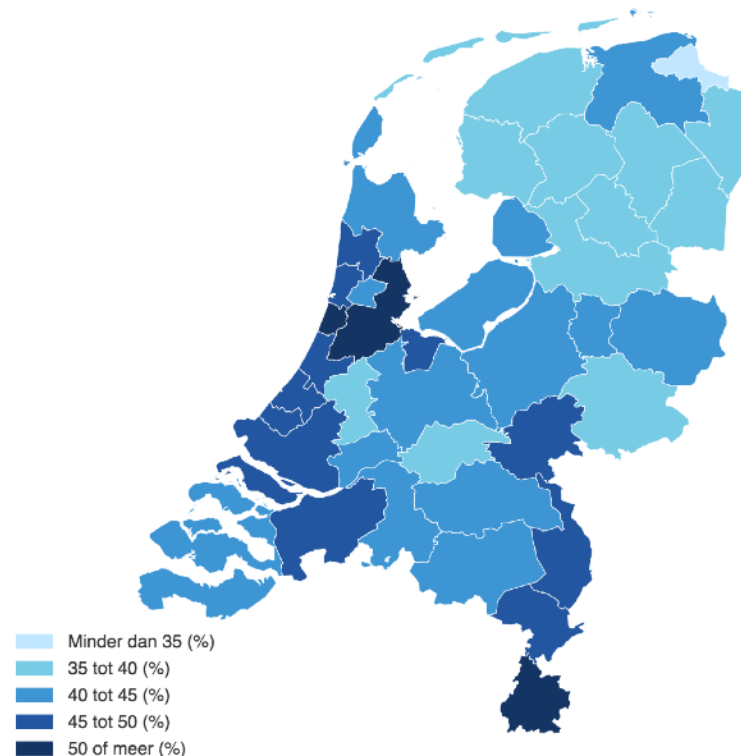 Minder dan 35 (%)
35 tot 40 (%)
40 tot 45 (%)
45 tot 50 (%)
50 of meer (%)